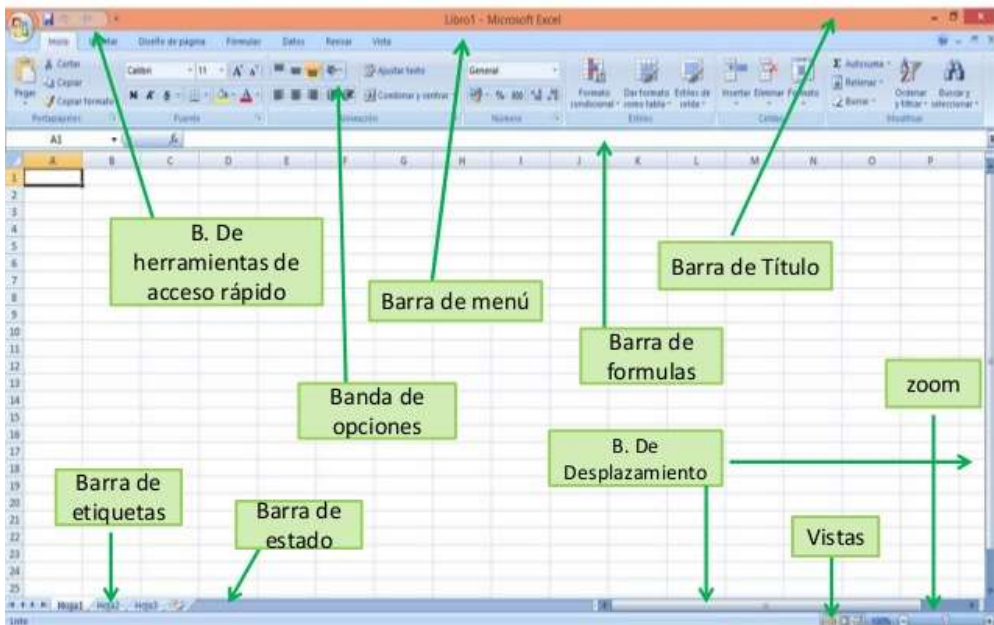 Libro1 - Microsoft Excel
Inicio Diseño de página Formulas Datos Revisar Vista
Cortar
Calibri 11 Ajustar texto General Autosuma
Copiar Rellenar
Pegar Copiar formato Combinar y centrar Formato condicional Dar formato como tabla Estilos de celda Insertar Eliminar Formato Borrar Ordenar y filtrar Buscar y seleccionar
Portapapeles Fuente Alineación Número Estilos Celdas Modificar
A1 fx
A B C D E F G H I J K L M N O P
1
2
3
4
5
6
7
8
9
10
11
12
13
14
15
16
17
18
19
20
21
22
23
24
25
B. De
herramientas de
acceso rápido
Barra de menú
Barra de Título
Barra de
formulas
Banda de
opciones
zoom
B. De
Desplazamiento
Barra de
etiquetas
Barra de
estado
Vistas
Hoja1 Hoja2 Hoja3
Listo 100%